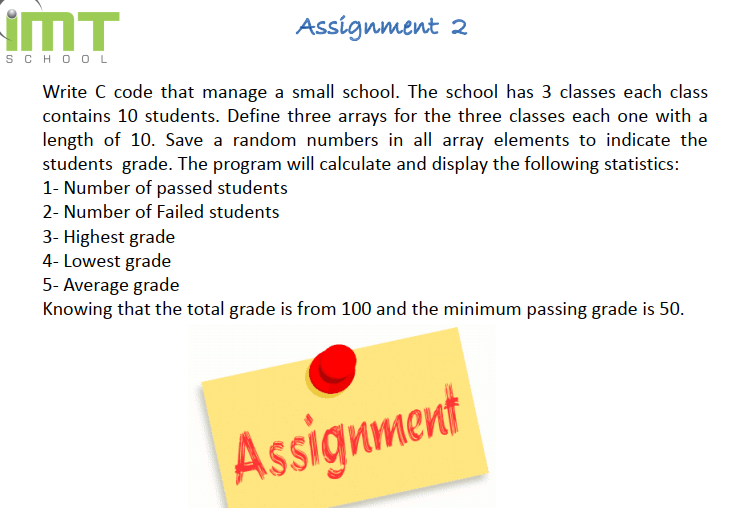 iMT
SCHOOL
Assignment 2
Write C code that manage a small school. The school has 3 classes each class
contains 10 students. Define three arrays for the three classes each one with a
length of 10. Save a random numbers in all array elements to indicate the
students grade. The program will calculate and display the following statistics:
1- Number of passed students
2- Number of Failed students
3- Highest grade
4- Lowest grade
5- Average grade
Knowing that the total grade is from 100 and the minimum passing grade is 50.
Assignment